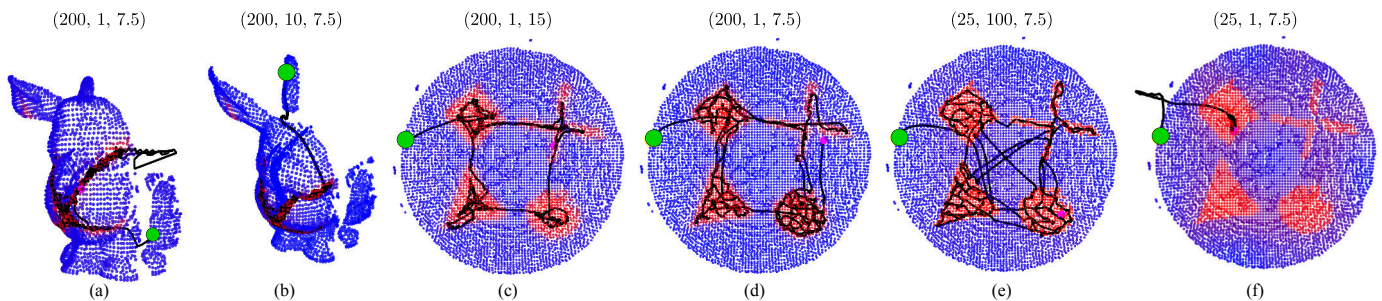 (200, 1, 7.5) (200, 10, 7.5) (200, 1, 15) (200, 1, 7.5) (25, 100, 7.5) (25, 1, 7.5)
(a) (b) (c) (d) (e) (f)